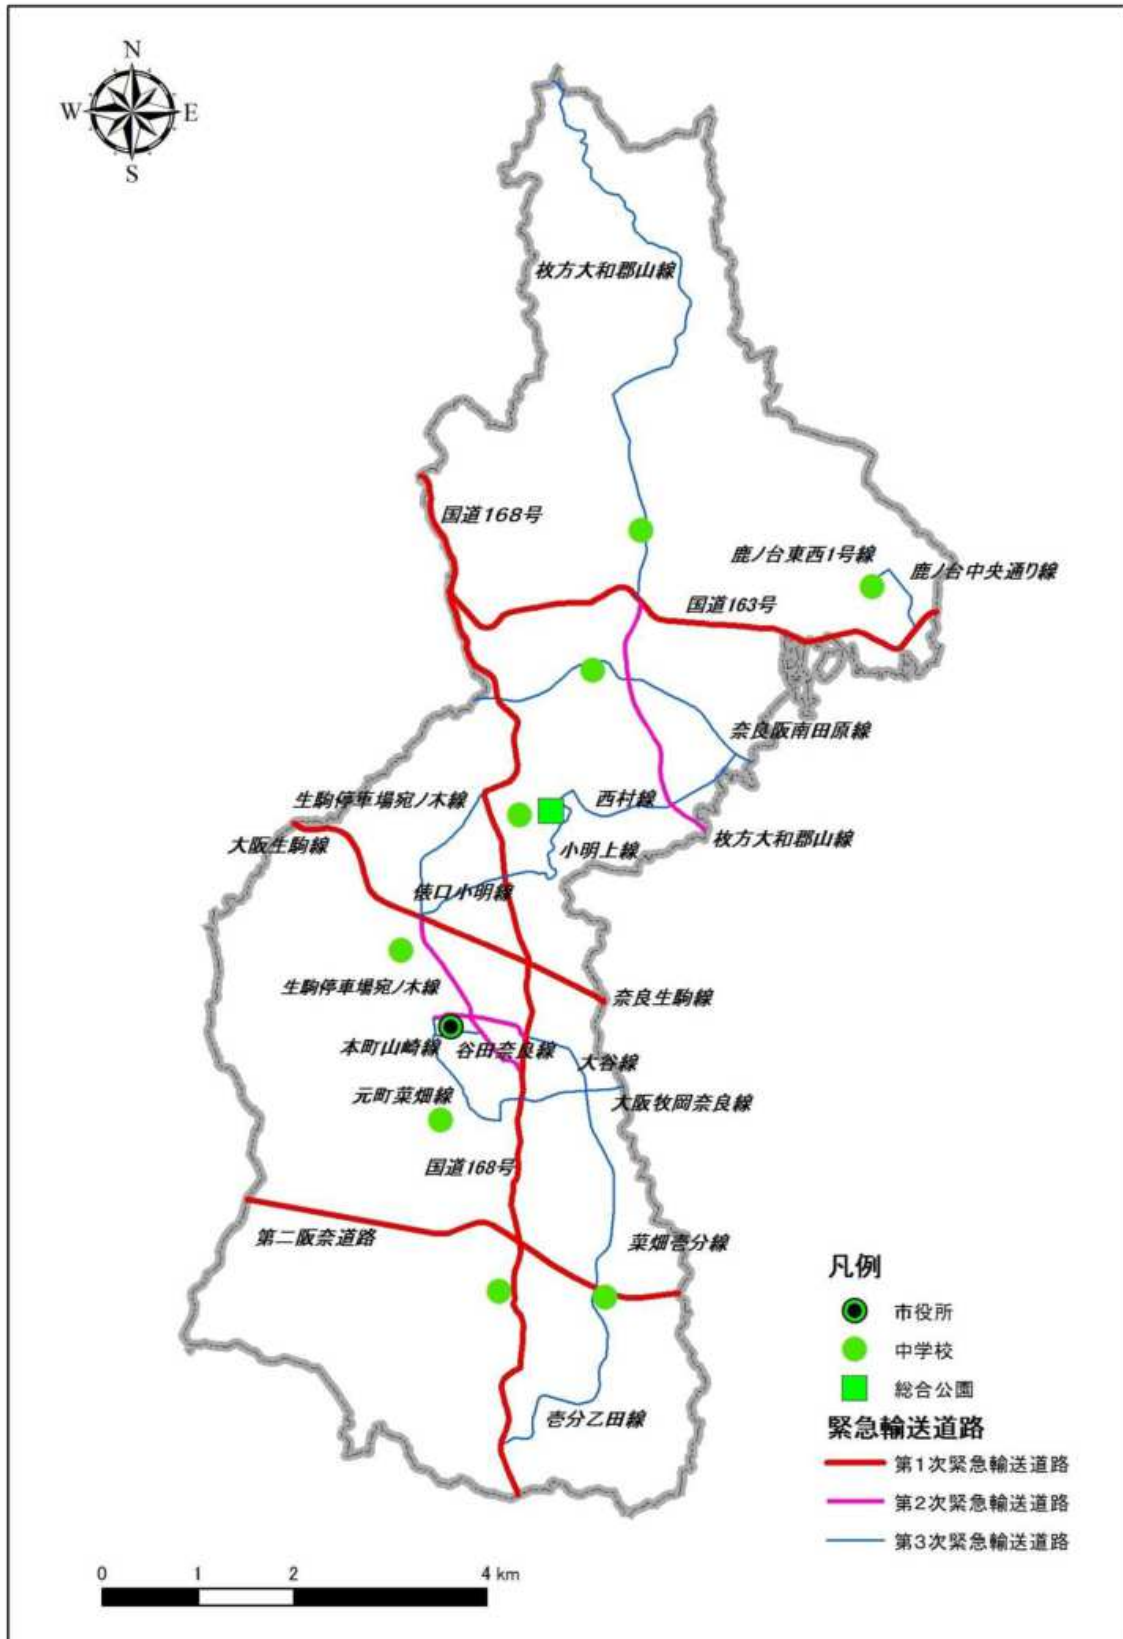 N
W
E
S
枚方大和郡山線
国道168号
鹿ノ台東西1号線
鹿ノ台中央通り線
国道163号
奈良阪南田原線
生駒停車場宛ノ木線
西村線
大阪生駒線
小明上線
枚方大和郡山線
俵口小明線
生駒停車場宛ノ木線
奈良生駒線
本町山崎線
谷田奈良線
大谷線
元町菜畑線
大阪牧岡奈良線
国道168号
第二阪奈道路
菜畑壱分線
壱分乙田線
凡例
市役所
中学校
総合公園
緊急輸送道路
第1次緊急輸送道路
第2次緊急輸送道路
第3次緊急輸送道路
0 1 2 4 km